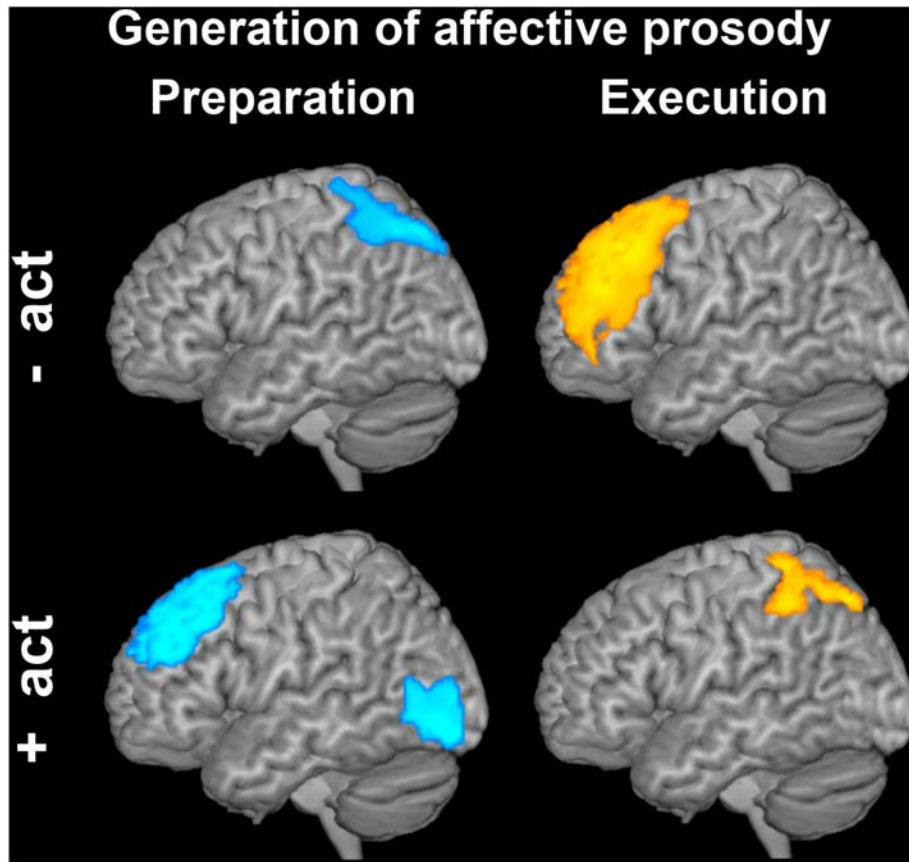 Generation of affective prosody
Preparation
Execution
- act
+ act